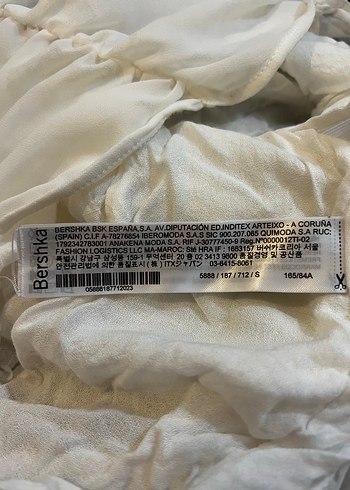 Bershka
BERSHKA BSK ESPAÑA,S.A. AV.DIPUTACIÓN ED.INDITEX ARTEIXO - A CORUÑA
(SPAIN) C.I.F A-78276854 IBEROMODA S.A.S SIC 900.207.065 QUIMODA S.A RUC:
1792342783001 ANAKENA MODA S.A. RIF J-30777450-9 Reg.Nº0000012TI-02
FASHION LOGISTICS LLC MA-MAROC: Sté HRA IF : 1683157 버쉬카코리아 서울
특별시 강남구 삼성동 159-1 무역센터 20 층 02 3413 9800 품질경영 및 공산품
안전관리법에 의한 품질표시 ( 株 ) ITXジャパン 03-6415-5061
5888 / 187 / 712 / S 165/84A
05888187712023